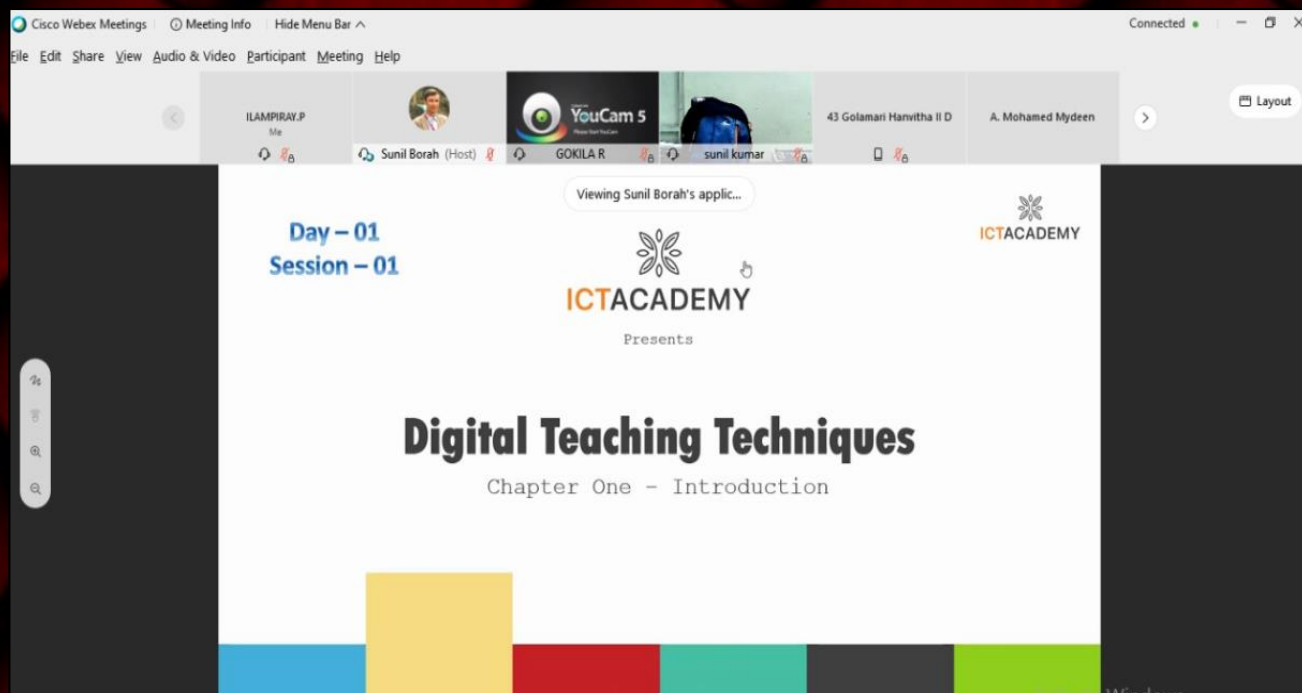 Cisco Webex Meetings Meeting Info Hide Menu Bar Connected
File Edit Share View Audio & Video Participant Meeting Help
Layout
ILAMPIRAY.P
Me
Sunil Borah (Host)
YouCam 5
GOKILA R
sunil kumar
43 Golamari Hanvitha II D
A. Mohamed Mydeen
Viewing Sunil Borah's applic...
Day – 01
Session – 01
ICTACADEMY
ICTACADEMY
Presents
Digital Teaching Techniques
Chapter One - Introduction